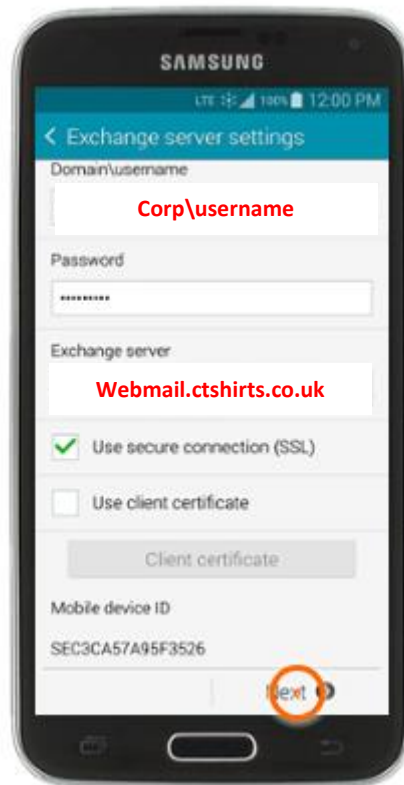 SAMSUNG
LTE 100% 12:00 PM
Exchange server settings
Domain\username
Corp\username
Password
Exchange server
Webmail.ctshirts.co.uk
Use secure connection (SSL)
Use client certificate
Client certificate
Mobile device ID
SEC3CA57A95F3526
Next